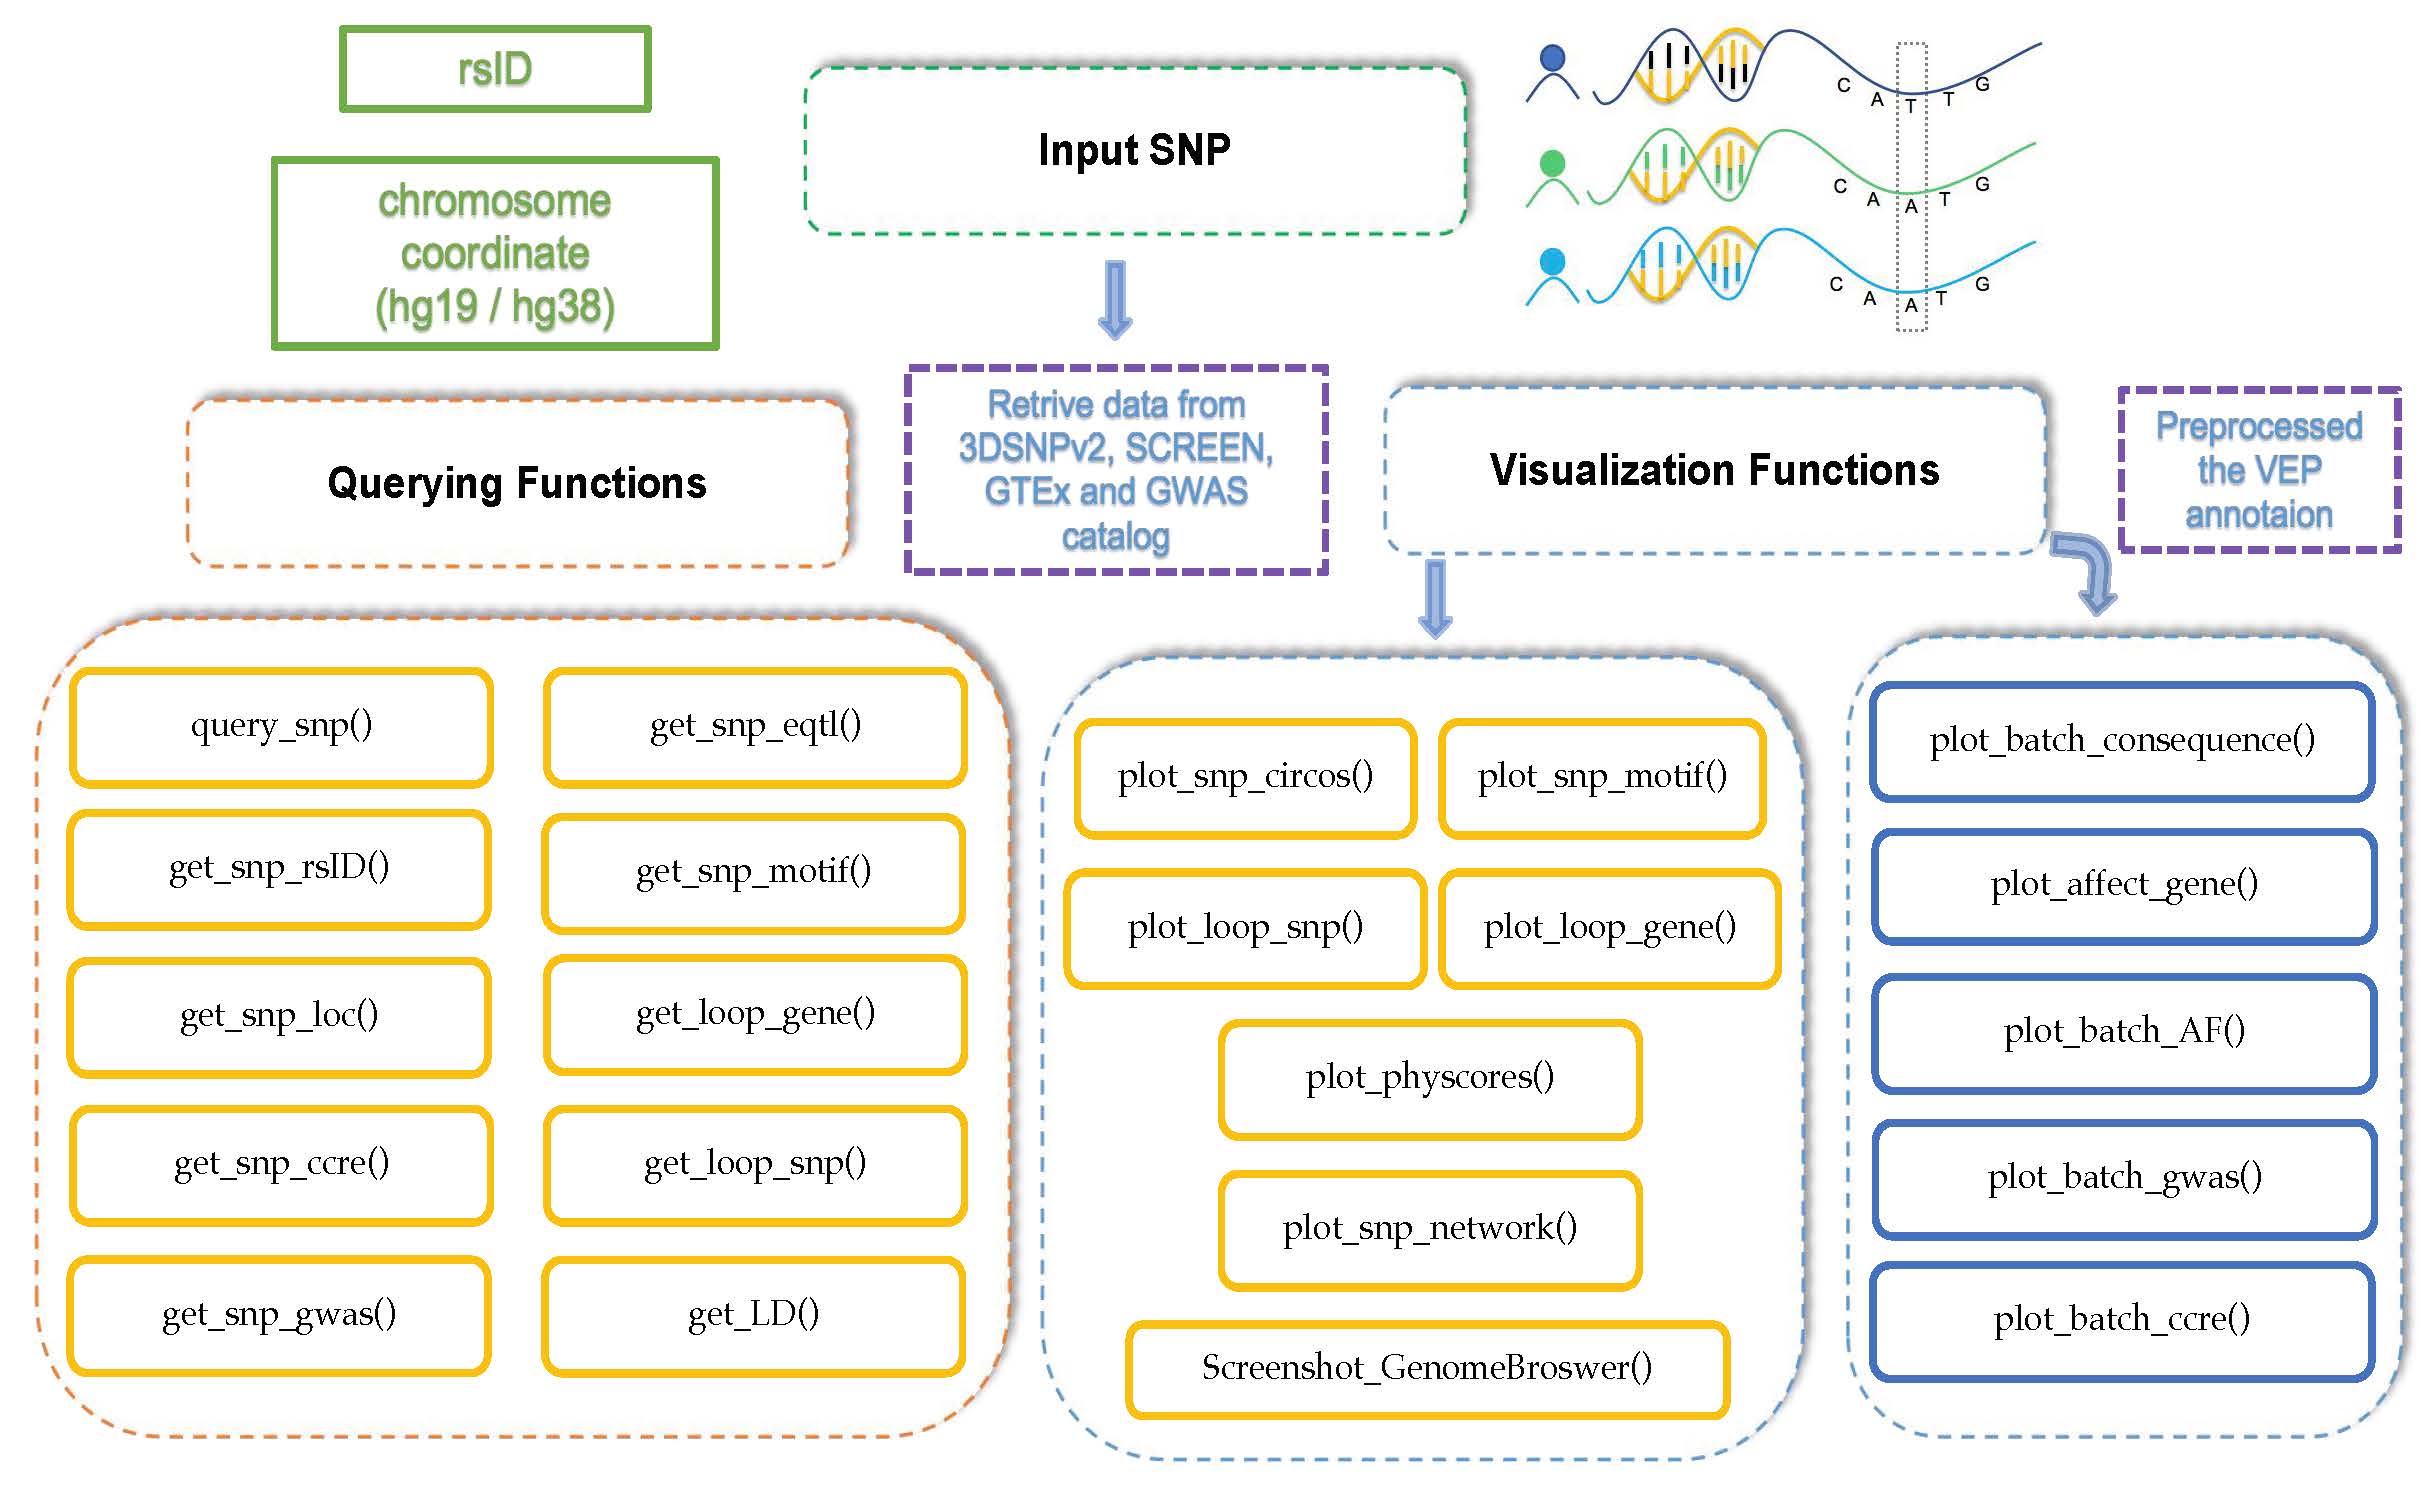 rsID
chromosome
coordinate
(hg19 / hg38)
Input SNP
C A T T G
C A A T G
C A A T G
Querying Functions
Retrive data from
3DSNPv2, SCREEN,
GTEx and GWAS
catalog
Visualization Functions
Preprocessed
the VEP
annotaion
query_snp()
get_snp_eqtl()
get_snp_rsID()
get_snp_motif()
get_snp_loc()
get_loop_gene()
get_snp_ccre()
get_loop_snp()
get_snp_gwas()
get_LD()
plot_snp_circos()
plot_snp_motif()
plot_loop_snp()
plot_loop_gene()
plot_physcores()
plot_snp_network()
Screenshot_GenomeBroswer()
plot_batch_consequence()
plot_affect_gene()
plot_batch_AF()
plot_batch_gwas()
plot_batch_ccre()